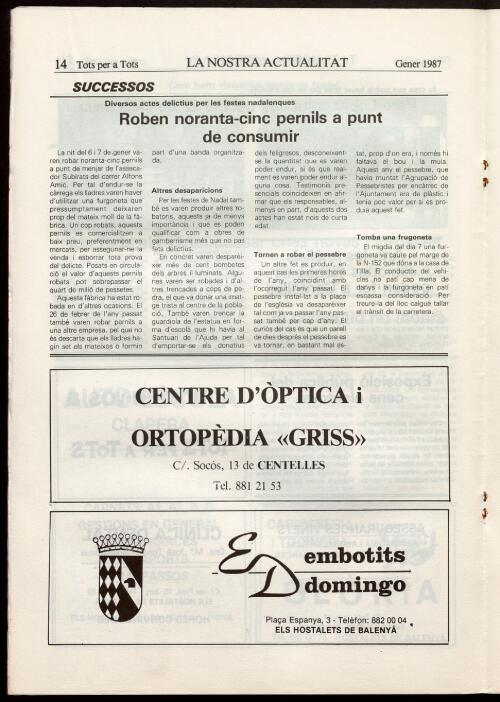 14 Tots per a Tots
LA NOSTRA ACTUALITAT
Gener 1987
SUCCESSOS
Diversos actes delictius per les festes nadalenques
Roben noranta-cinc pernils a punt
de consumir
La nit del 6 i 7 de gener va-
ren robar noranta-cinc pernils
a punt de menjar de l'asseca-
dor Subirats del carrer Alfons
Amic. Per tal d'endur-se la
càrrega els lladres varen haver
d'utilitzar una furgoneta que
pressumptament deixaren
prop del mateix moll de la fà-
brica. Un cop robats, aquests
pernils es comercialitzen a
baix preu, preferentment en
mercats, per assegurar-ne la
venda i esborrar tota prova
del delicte. Posats en circula-
ció el valor d'aquests pernils
robats pot sobrepassar el
quart de milió de pessetes.
Aquesta fàbrica ha estat ro-
bada en d'altres ocasions. El
26 de febrer de l'any passat
també varen robar pernils a
una altre empresa, pel que no
és descarta que els lladres ha-
gin set els mateixos o formin
part d'una banda organitza-
da.
Altres desaparicions
Per les festes de Nadal tam-
bé es varen produir altres ro-
batoris, aquests ja de menys
importància i que es poden
qualificar com a obres de
gamberrisme més que no pas
fets delictius.
En concret varen desparèi-
xer més de cent bombetes
dels arbres il·luminats. Algu-
nes varen ser robades i d'al-
tres trencades a cops de pe-
dra, el que va donar una imat-
ge trista al centre de la pobla-
ció. També varen trencar la
guardiola de l'estatua en for-
ma d'escolà que hi havia al
Santuari de l'Ajuda per tal
d'emportar-se els donatius
dels feligresos, desconeixent-
se la quantitat que es varen
poder endur, si és que real-
ment es varen poder endur al-
guna cosa. Testimonis pre-
sencials coincideixen en afir-
mar que els responsables, al-
menys en part, d'aquests dos
actes han estat nois de curta
edat.
Tornen a robar el pessebre
Un altre fet es produir, en
aquest cas les primeres hores
de l'any, coincidint amb
l'ocorregut l'any passat. El
pessebre instal·lat a la plaça
de l'església va desaparèixer
tal com ja va passar l'any pas-
sat també per cap d'any. El
curiós del cas és que un parell
de dies després el pessebre es
va tornar, en bastant mal es-
tat, prop d'on era, i només hi
faltava el bou i la mula.
Aquest any el pessebre, que
havia muntat l'Agrupació de
Pessebristes per encàrrec de
l'Ajuntament era de plàstic i
tenia poc valor per si es pro-
duia aquest fet.
Tomba una frugoneta
El migdia del dia 7 una fur-
goneta va caure pel marge de
la N-152 que dóna a la casa de
l'Illa. El conductor del vehi-
cles no patí cap mena de
danys i la furgoneta en patí
escassa consideració. Per
treure-la del lloc calgué tallar
el trànsit de la carretera.
CENTRE D'ÒPTICA i
ORTOPÈDIA «GRISS»
C/. Socós, 13 de CENTELLES
Tel. 881 21 53
ED embotits
domingo
Plaça Espanya, 3 - Telèfon: 882 00 04
ELS HOSTALETS DE BALENYÀ